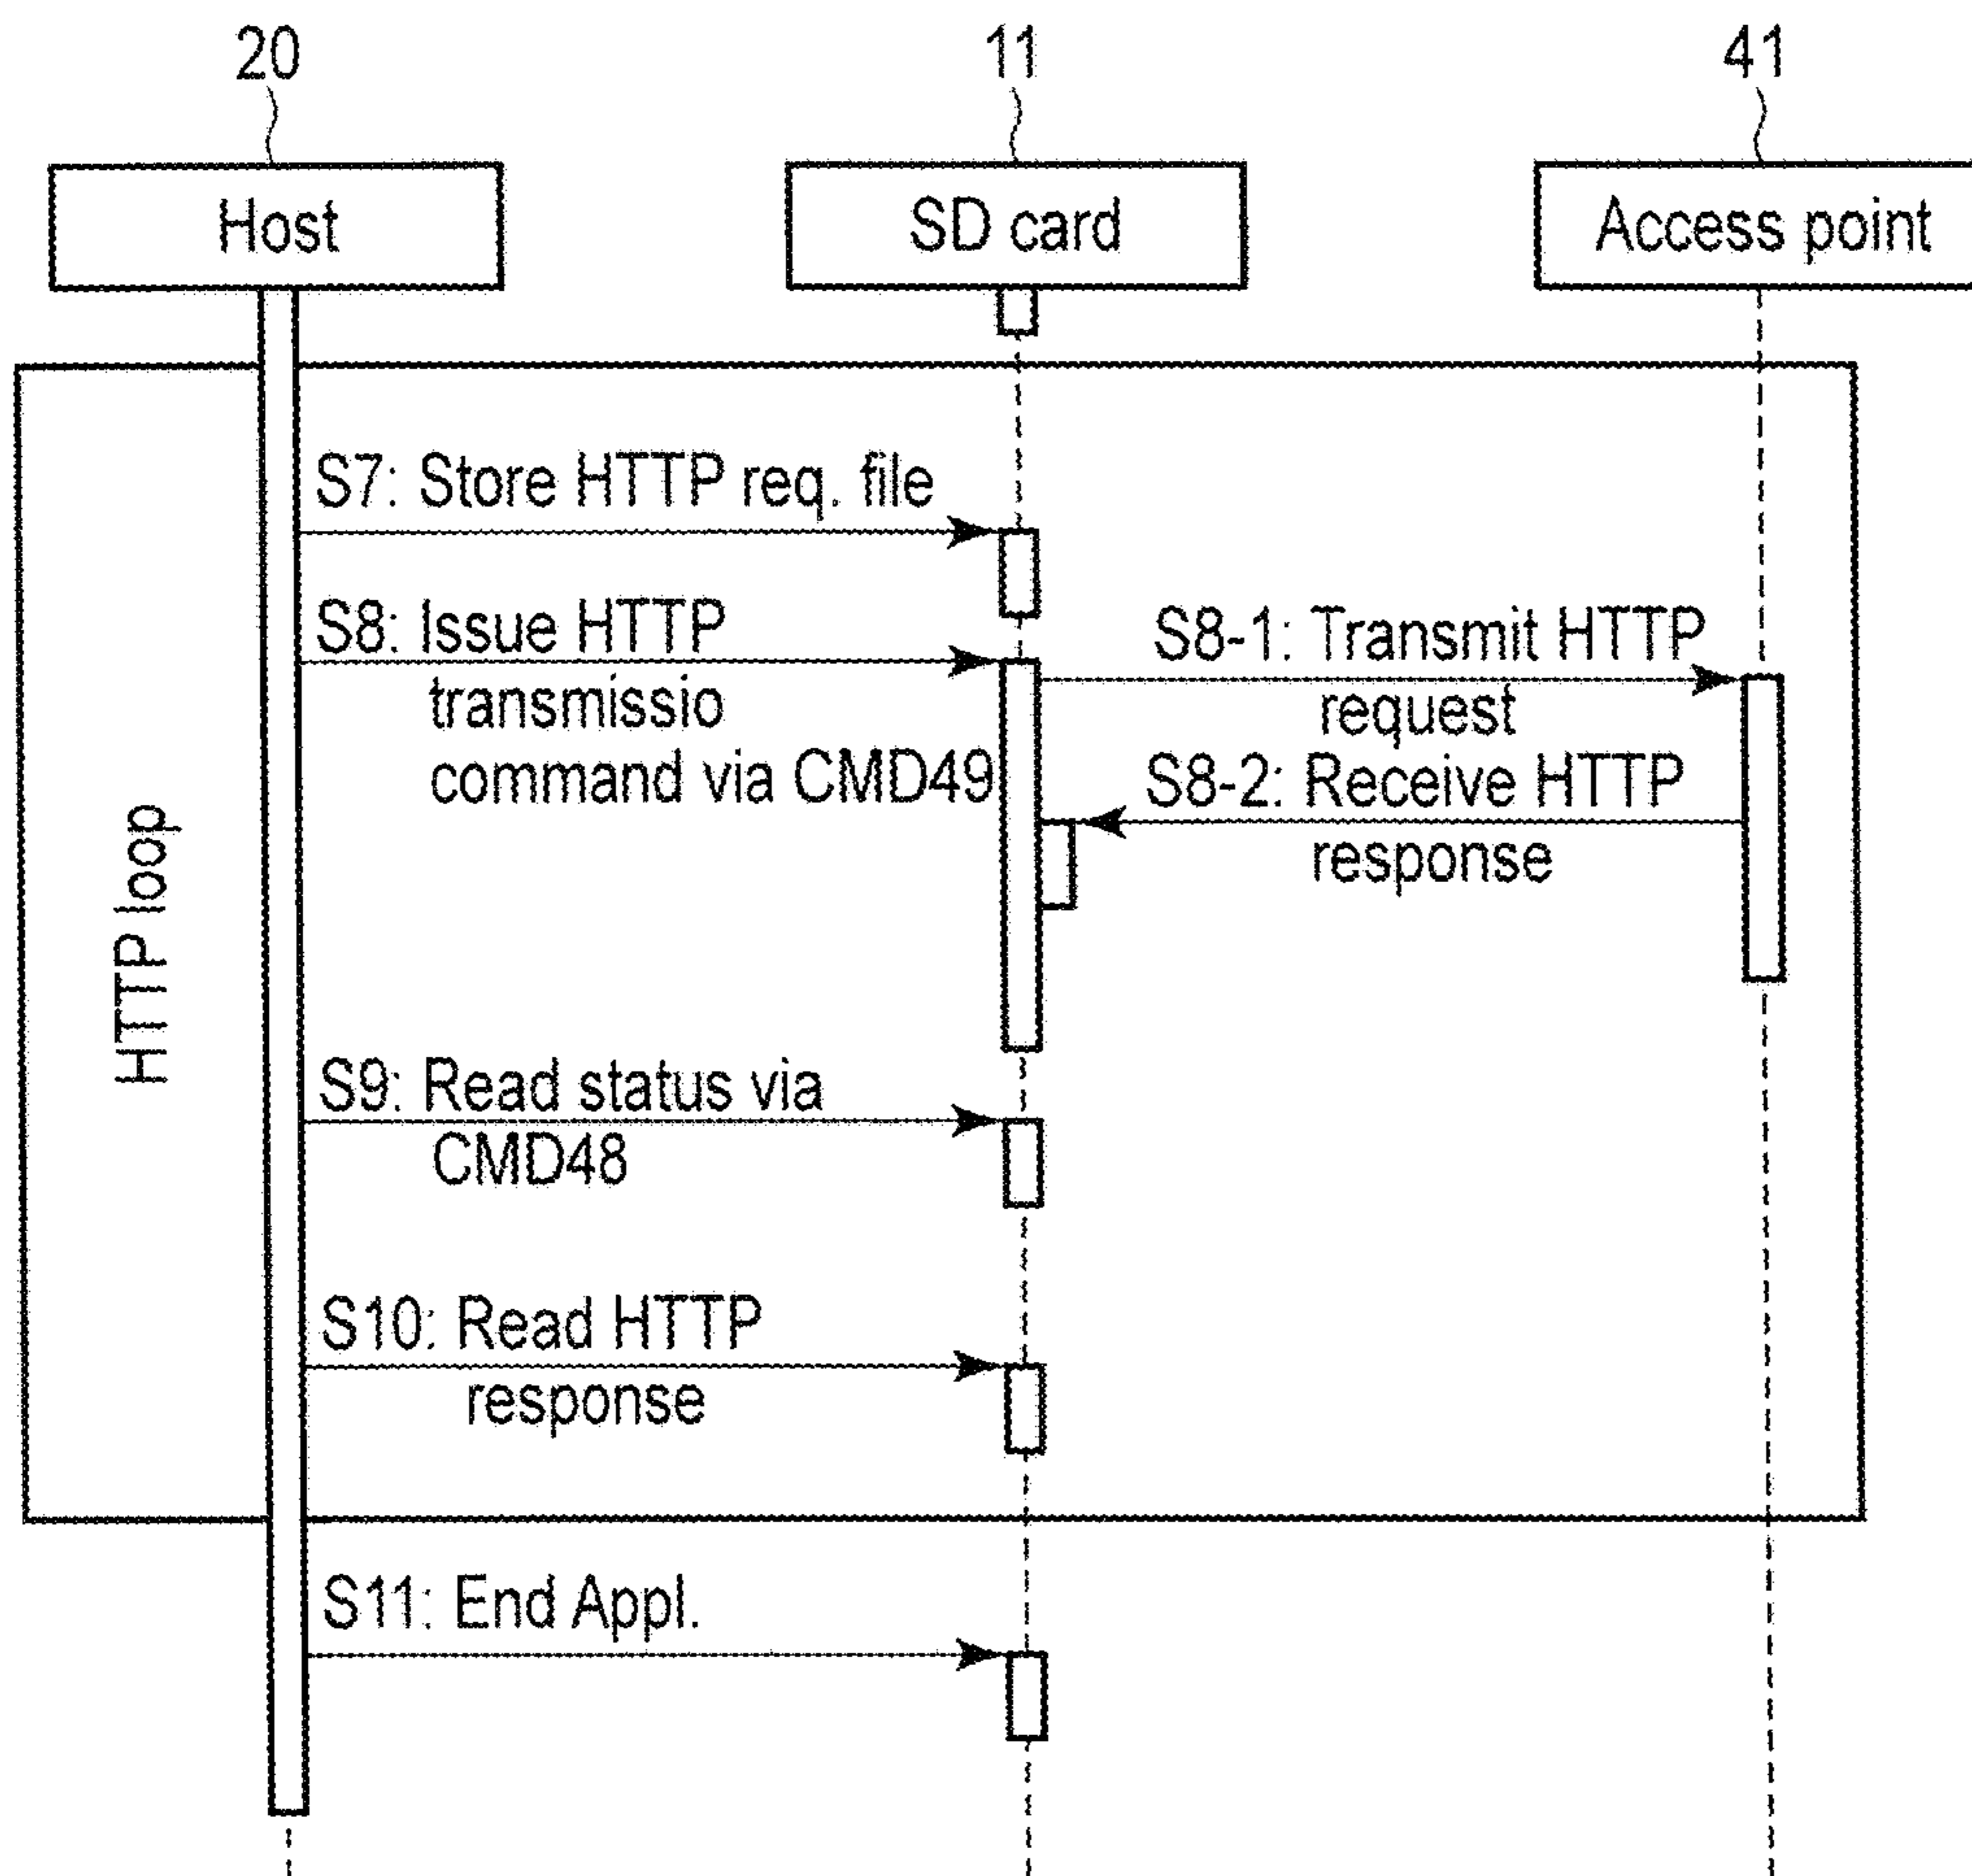 20
11
41
Host
SD card
Access point
S7: Store HTTP req. file
S8: Issue HTTP
transmissio
command via CMD49
S8-1: Transmit HTTP
request
S8-2: Receive HTTP
response
HTTP loop
S9: Read status via
CMD48
S10: Read HTTP
response
S11: End Appl.